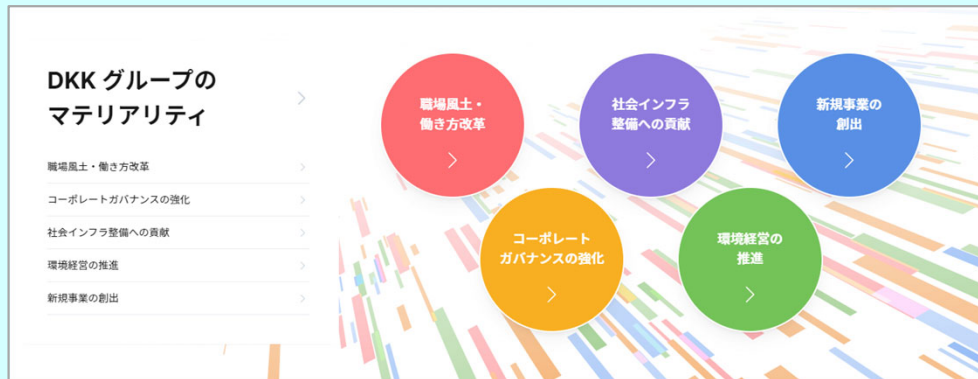 DKK グループの
マテリアリティ
職場風土・働き方改革
コーポレートガバナンスの強化
社会インフラ整備への貢献
環境経営の推進
新規事業の創出
職場風土・
働き方改革
社会インフラ
整備への貢献
新規事業の
創出
コーポレート
ガバナンスの強化
環境経営の
推進